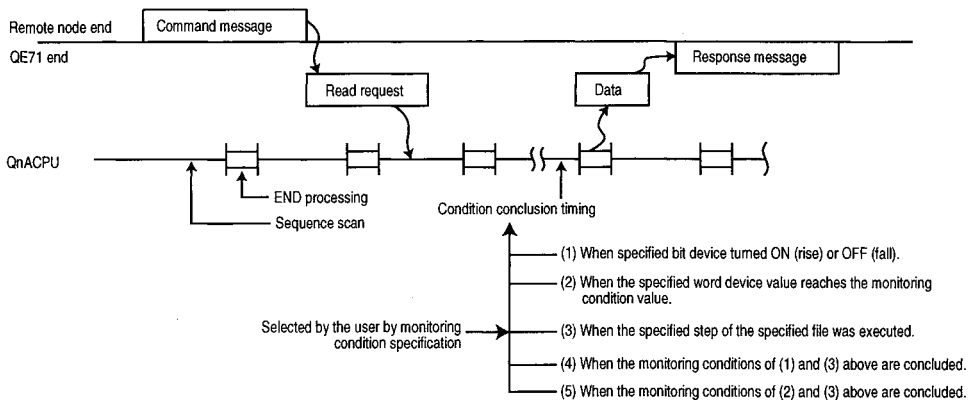 Remote node end
Command message
QE71 end
Response message
Read request
Data
QnACPU
END processing
Sequence scan
Condition conclusion timing
(1) When specified bit device turned ON (rise) or OFF (fall).
(2) When the specified word device value reaches the monitoring
condition value.
Selected by the user by monitoring
condition specification
(3) When the specified step of the specified file was executed.
(4) When the monitoring conditions of (1) and (3) above are concluded.
(5) When the monitoring conditions of (2) and (3) above are concluded.